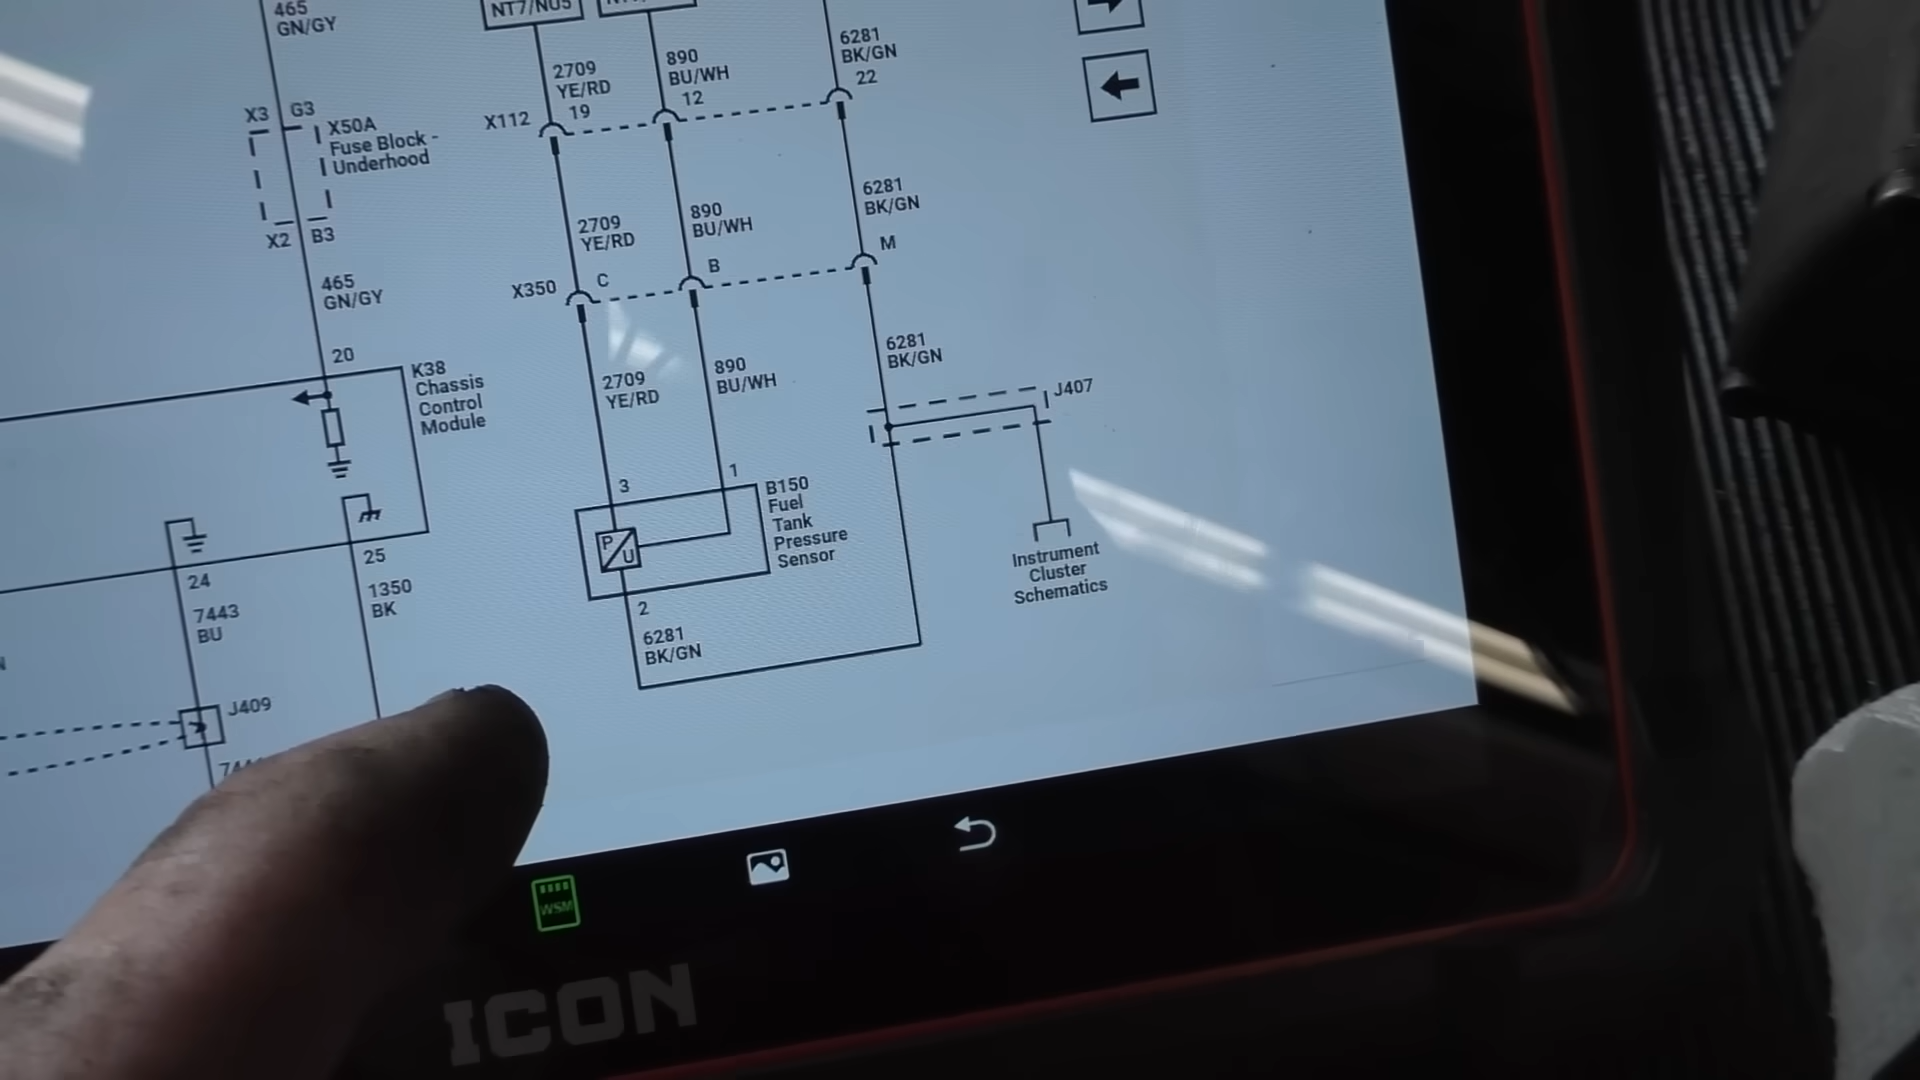 465
GN/GY
NT7/NU5
2709
YE/RD
19
890
BU/WH
12
6281
BK/GN
22
X112
X3 G3
X50A
Fuse Block -
Underhood
X2 B3
465
GN/GY
2709
YE/RD
890
BU/WH
6281
BK/GN
X350
C
B
M
20
K38
Chassis
Control
Module
2709
YE/RD
890
BU/WH
6281
BK/GN
J407
3
1
B150
Fuel
Tank
Pressure
Sensor
P
U
Instrument
Cluster
Schematics
24
7443
BU
25
1350
BK
2
6281
BK/GN
J409
WSM
ICON